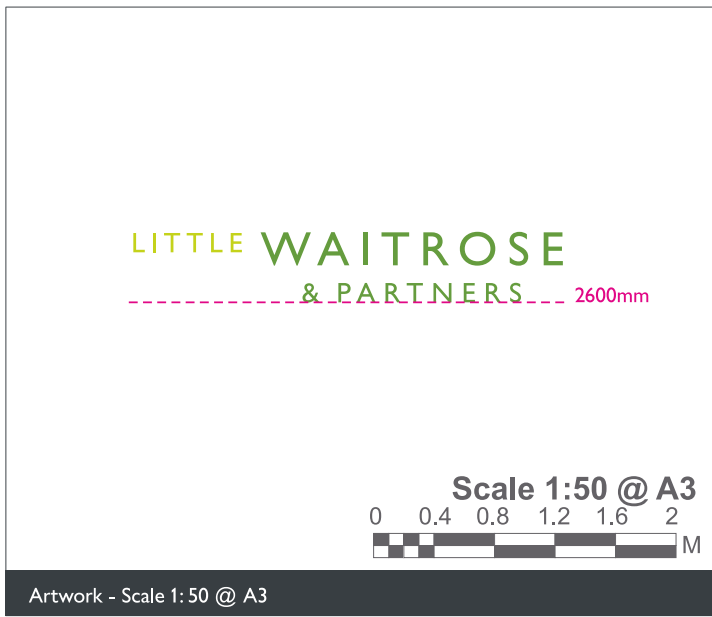 LITTLE WAITROSE
& PARTNERS
2600mm
Scale 1:50 @ A3
0 0.4 0.8 1.2 1.6 2
M
Artwork - Scale 1: 50 @ A3